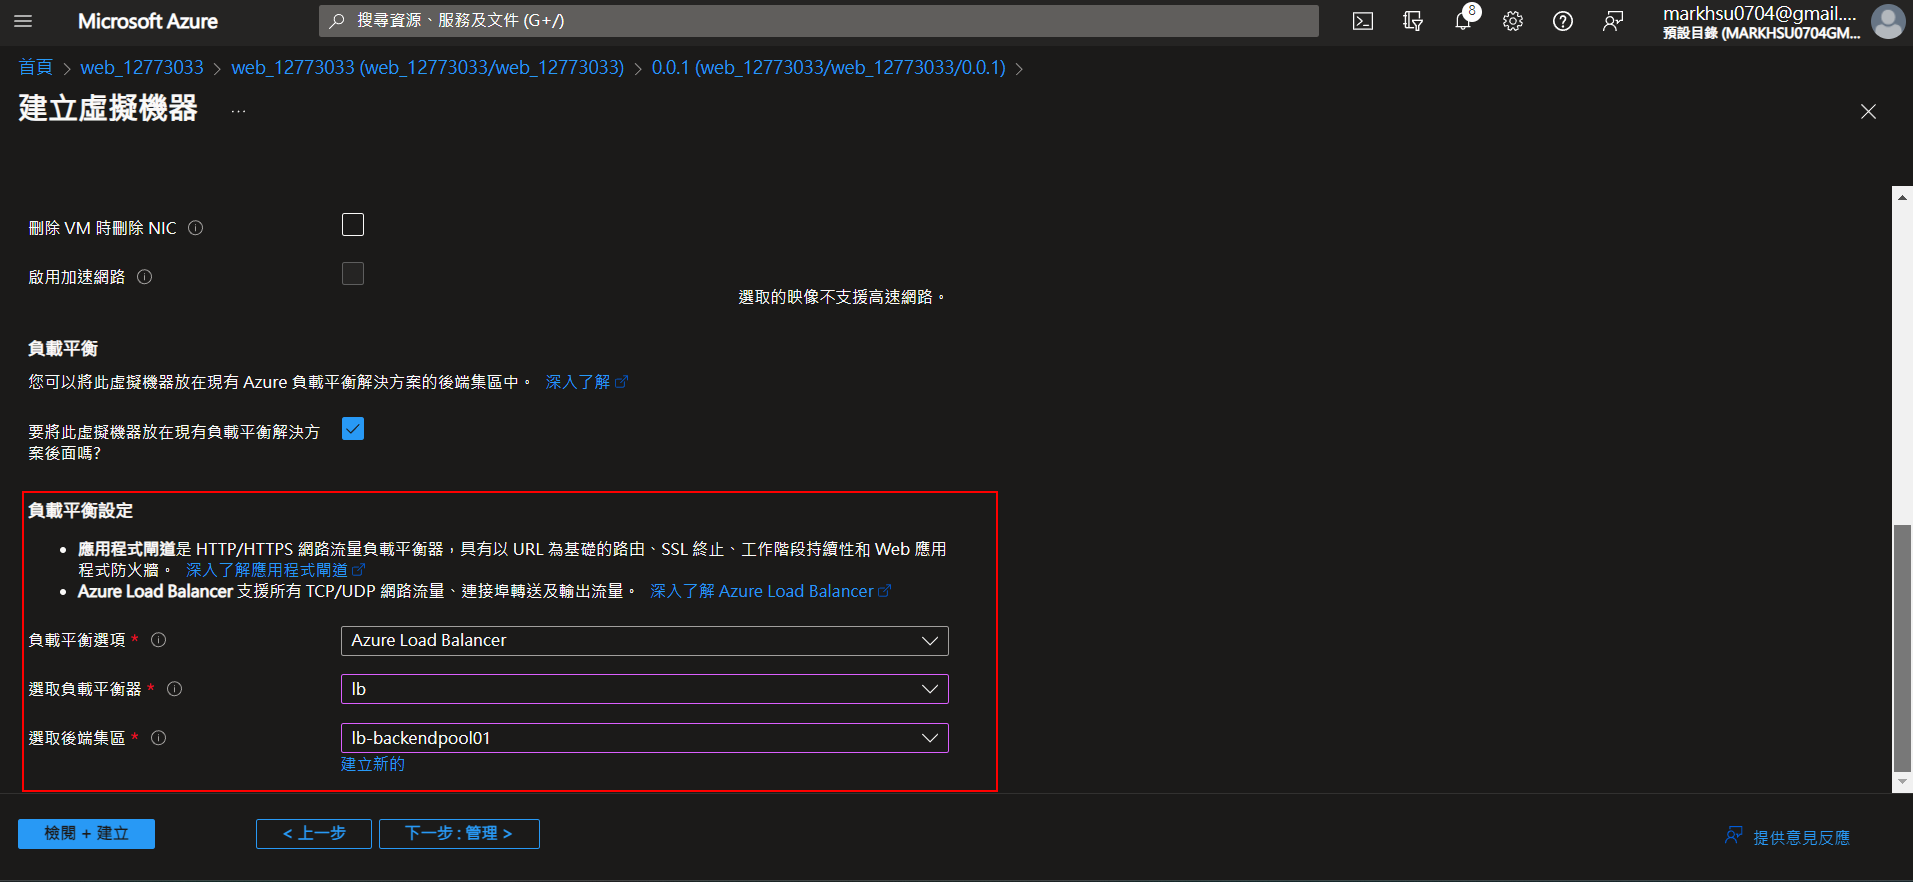 Microsoft Azure
搜尋資源、服務及文件 (G+/)
8
markhsu0704@gmail....
預設目錄 (MARKHSU0704GM...
首頁 > web_12773033 > web_12773033 (web_12773033/web_12773033) > 0.0.1 (web_12773033/web_12773033/0.0.1) >
建立虛擬機器 ...
刪除 VM 時刪除 NIC
啟用加速網路
選取的映像不支援高速網路。
負載平衡
您可以將此虛擬機器放在現有 Azure 負載平衡解決方案的後端集區中。 深入了解
要將此虛擬機器放在現有負載平衡解決方
案後面嗎?
負載平衡設定
• 應用程式閘道是 HTTP/HTTPS 網路流量負載平衡器，具有以 URL 為基礎的路由、SSL 終止、工作階段持續性和 Web 應用
程式防火牆。 深入了解應用程式閘道
• Azure Load Balancer 支援所有 TCP/UDP 網路流量、連接埠轉送及輸出流量。 深入了解 Azure Load Balancer
負載平衡選項 *
Azure Load Balancer
選取負載平衡器 *
lb
選取後端集區 *
lb-backendpool01
建立新的
檢閱 + 建立
< 上一步
下一步 : 管理 >
提供意見反應